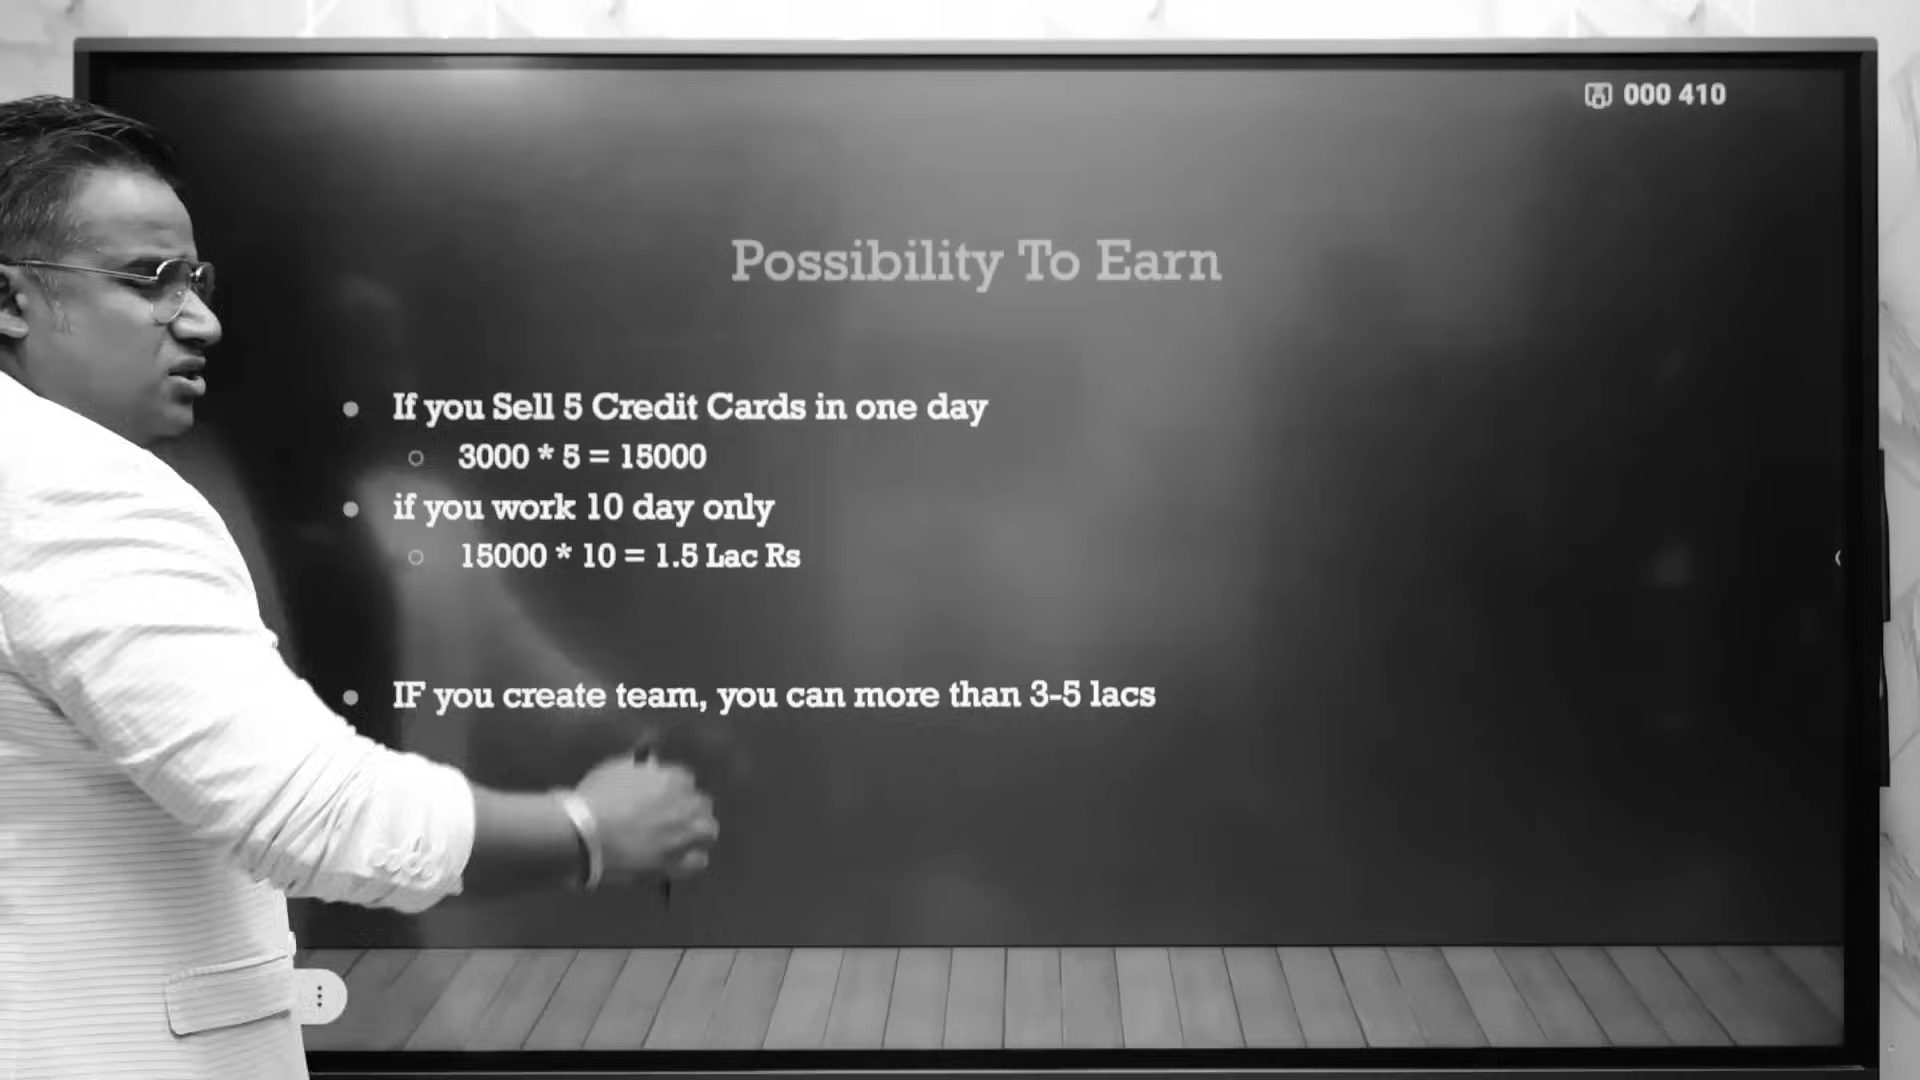 000 410
Possibility To Earn
If you Sell 5 Credit Cards in one day
3000 * 5 = 15000
if you work 10 day only
15000 * 10 = 1.5 Lac Rs
IF you create team, you can more than 3-5 lacs